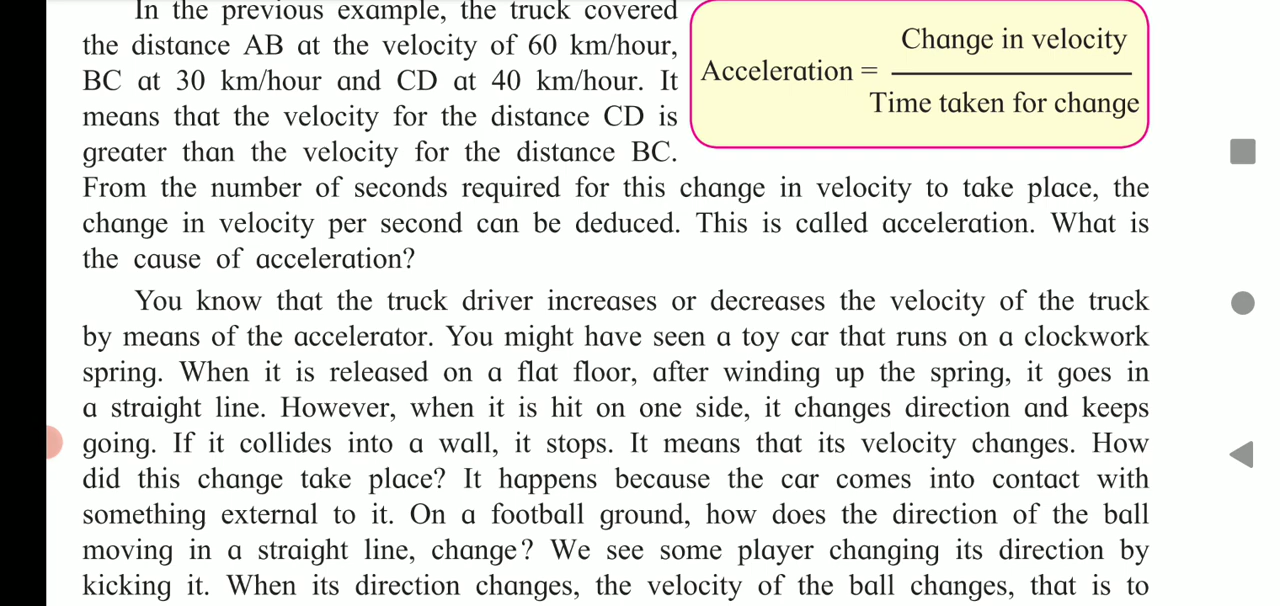 In the previous example, the truck covered
the distance AB at the velocity of 60 km/hour,
BC at 30 km/hour and CD at 40 km/hour. It
means that the velocity for the distance CD is
greater than the velocity for the distance BC.
Change in velocity
Acceleration =
Time taken for change
From the number of seconds required for this change in velocity to take place, the
change in velocity per second can be deduced. This is called acceleration. What is
the cause of acceleration?
You know that the truck driver increases or decreases the velocity of the truck
by means of the accelerator. You might have seen a toy car that runs on a clockwork
spring. When it is released on a flat floor, after winding up the spring, it goes in
a straight line. However, when it is hit on one side, it changes direction and keeps
going. If it collides into a wall, it stops. It means that its velocity changes. How
did this change take place? It happens because the car comes into contact with
something external to it. On a football ground, how does the direction of the ball
moving in a straight line, change? We see some player changing its direction by
kicking it. When its direction changes, the velocity of the ball changes, that is to